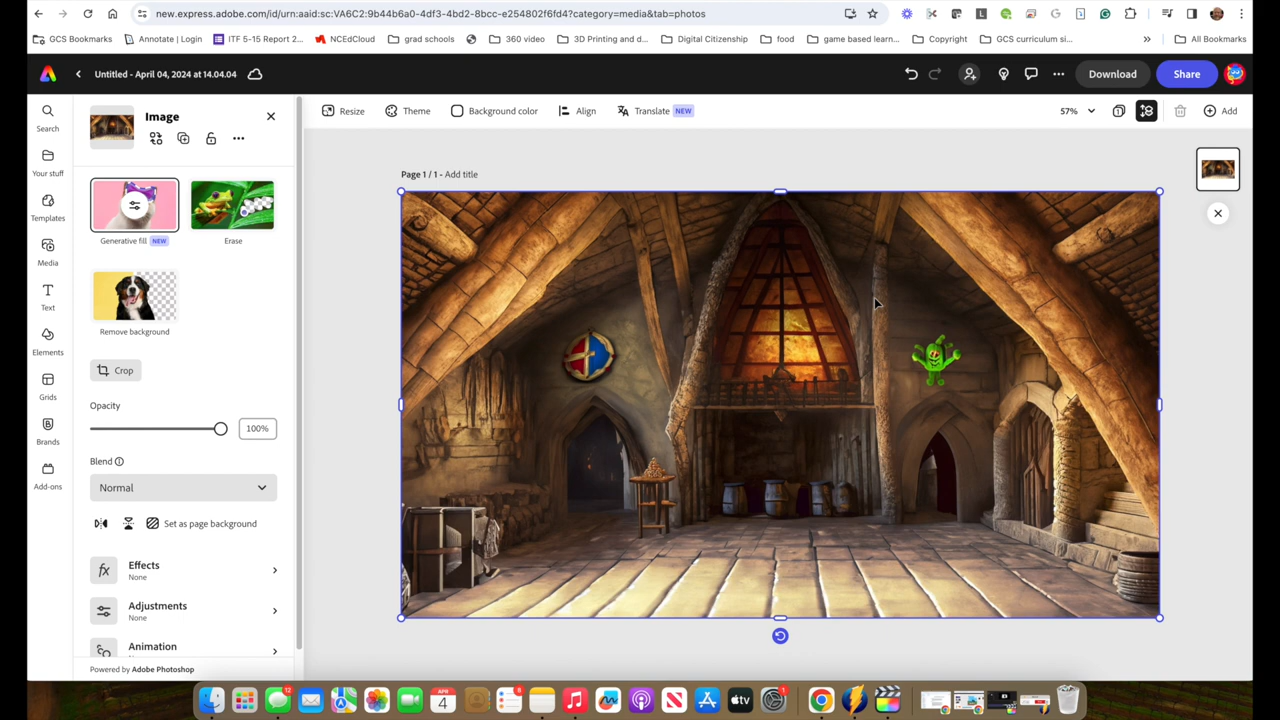 new.express.adobe.com/id/urn:aaid:sc:VA6C2:9b44b6a0-4df3-4bd2-8bcc-e254802f6fd4?category=media&tab=photos
GCS Bookmarks
Annotate | Login
ITF 5-15 Report 2...
NCEdCloud
grad schools
360 video
3D Printing and d...
Digital Citizenship
food
game based learn...
Copyright
GCS curriculum si...
»
All Bookmarks
Untitled - April 04, 2024 at 14.04.04
Download
Share
Search
Your stuff
Templates
Media
Text
Elements
Grids
Brands
Add-ons
Image
Generative fill NEW
Erase
Remove background
Crop
Opacity
100%
Blend
Normal
Set as page background
Effects
None
Adjustments
None
Animation
Powered by Adobe Photoshop
Resize
Theme
Background color
Align
Translate NEW
57%
Add
Page 1 / 1 - Add title
12
APR
4
6
tv
1